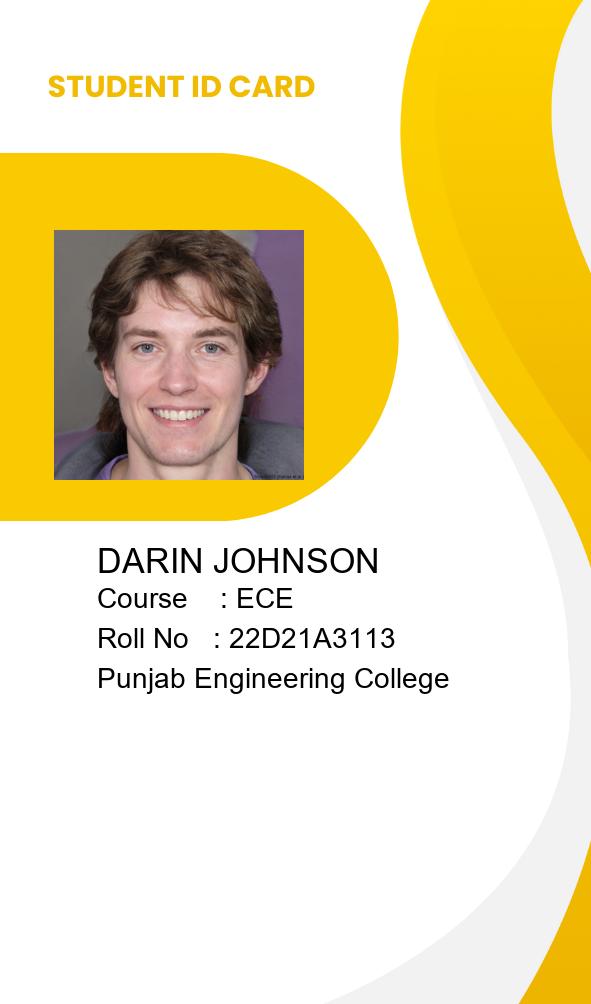 STUDENT ID CARD
DARIN JOHNSON
Course : ECE
Roll No : 22D21A3113
Punjab Engineering College